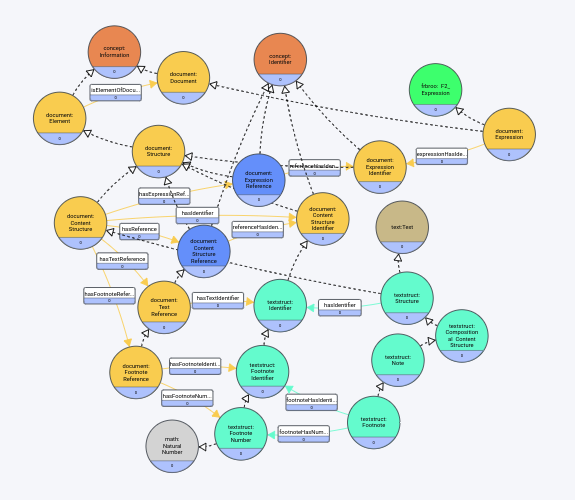 concept:
Information
0
concept:
Identifier
0
document:
Document
0
frbroo: F2_
Expression
0
isElementOfDocu...
0
document:
Element
0
document:
Expression
0
document:
Structure
0
expressionHasIde...
0
document:
Expression
Identifier
0
document:
Expression
Reference
0
0
hasExpressionRef...
0
document:
Content
Structure
0
hasIdentifier
0
document:
Content
Structure
Identifier
0
text:Text
0
hasReference
0
referenceHasIden...
0
document:
Content
Structure
Reference
0
hasTextReference
0
hasFootnoteRefer...
0
document:
Text
Reference
0
hasTextIdentifier
0
textstruct:
Identifier
0
hasIdentifier
0
textstruct:
Structure
0
textstruct:
Composition
al Content
Structure
0
textstruct:
Note
0
document:
Footnote
Reference
0
hasFootnoteIdenti...
0
textstruct:
Footnote
Identifier
0
hasFootnoteNum...
0
footnoteHasIdenti...
0
textstruct:
Footnote
0
textstruct:
Footnote
Number
0
footnoteHasNum...
0
math:
Natural
Number
0